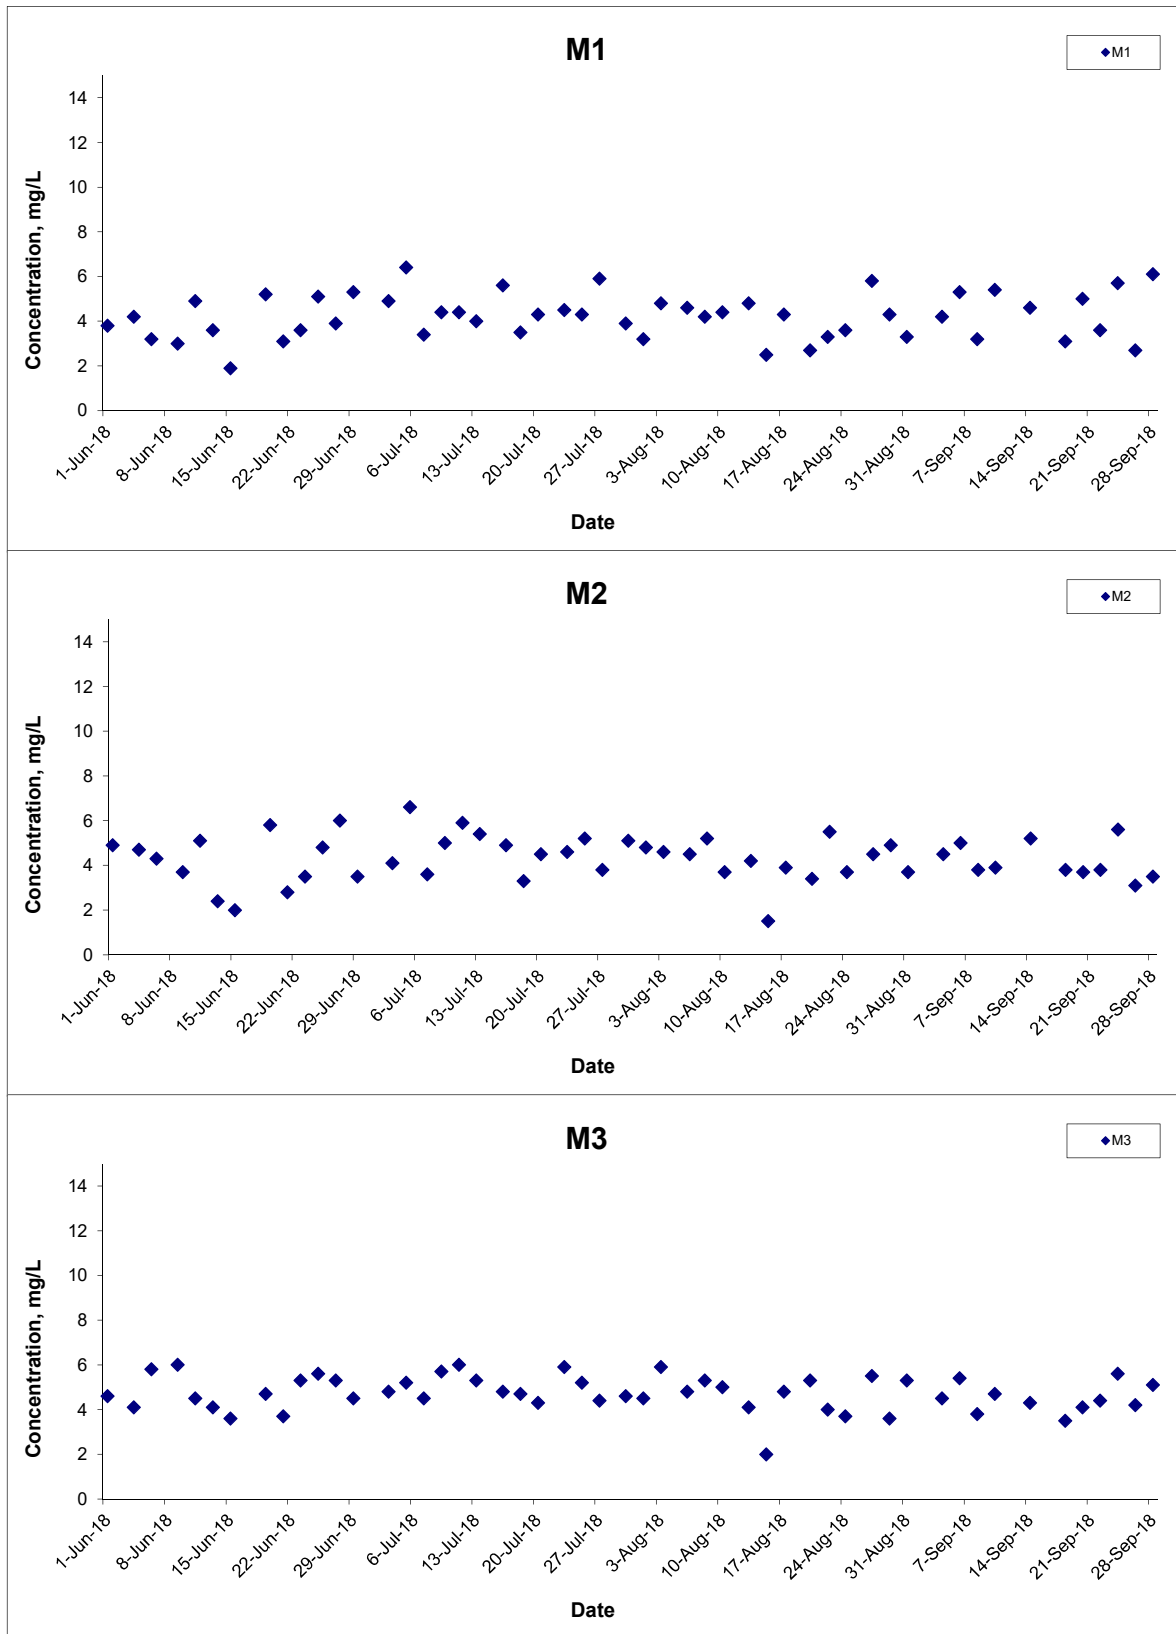 M1
M1
14
12
10
8
6
4
2
0
Concentration, mg/L
1-Jun-18 8-Jun-18 15-Jun-18 22-Jun-18 29-Jun-18 6-Jul-18 13-Jul-18 20-Jul-18 27-Jul-18 3-Aug-18 10-Aug-18 17-Aug-18 24-Aug-18 31-Aug-18 7-Sep-18 14-Sep-18 21-Sep-18 28-Sep-18
Date
M2
M2
14
12
10
8
6
4
2
0
Concentration, mg/L
1-Jun-18 8-Jun-18 15-Jun-18 22-Jun-18 29-Jun-18 6-Jul-18 13-Jul-18 20-Jul-18 27-Jul-18 3-Aug-18 10-Aug-18 17-Aug-18 24-Aug-18 31-Aug-18 7-Sep-18 14-Sep-18 21-Sep-18 28-Sep-18
Date
M3
M3
14
12
10
8
6
4
2
0
Concentration, mg/L
1-Jun-18 8-Jun-18 15-Jun-18 22-Jun-18 29-Jun-18 6-Jul-18 13-Jul-18 20-Jul-18 27-Jul-18 3-Aug-18 10-Aug-18 17-Aug-18 24-Aug-18 31-Aug-18 7-Sep-18 14-Sep-18 21-Sep-18 28-Sep-18
Date